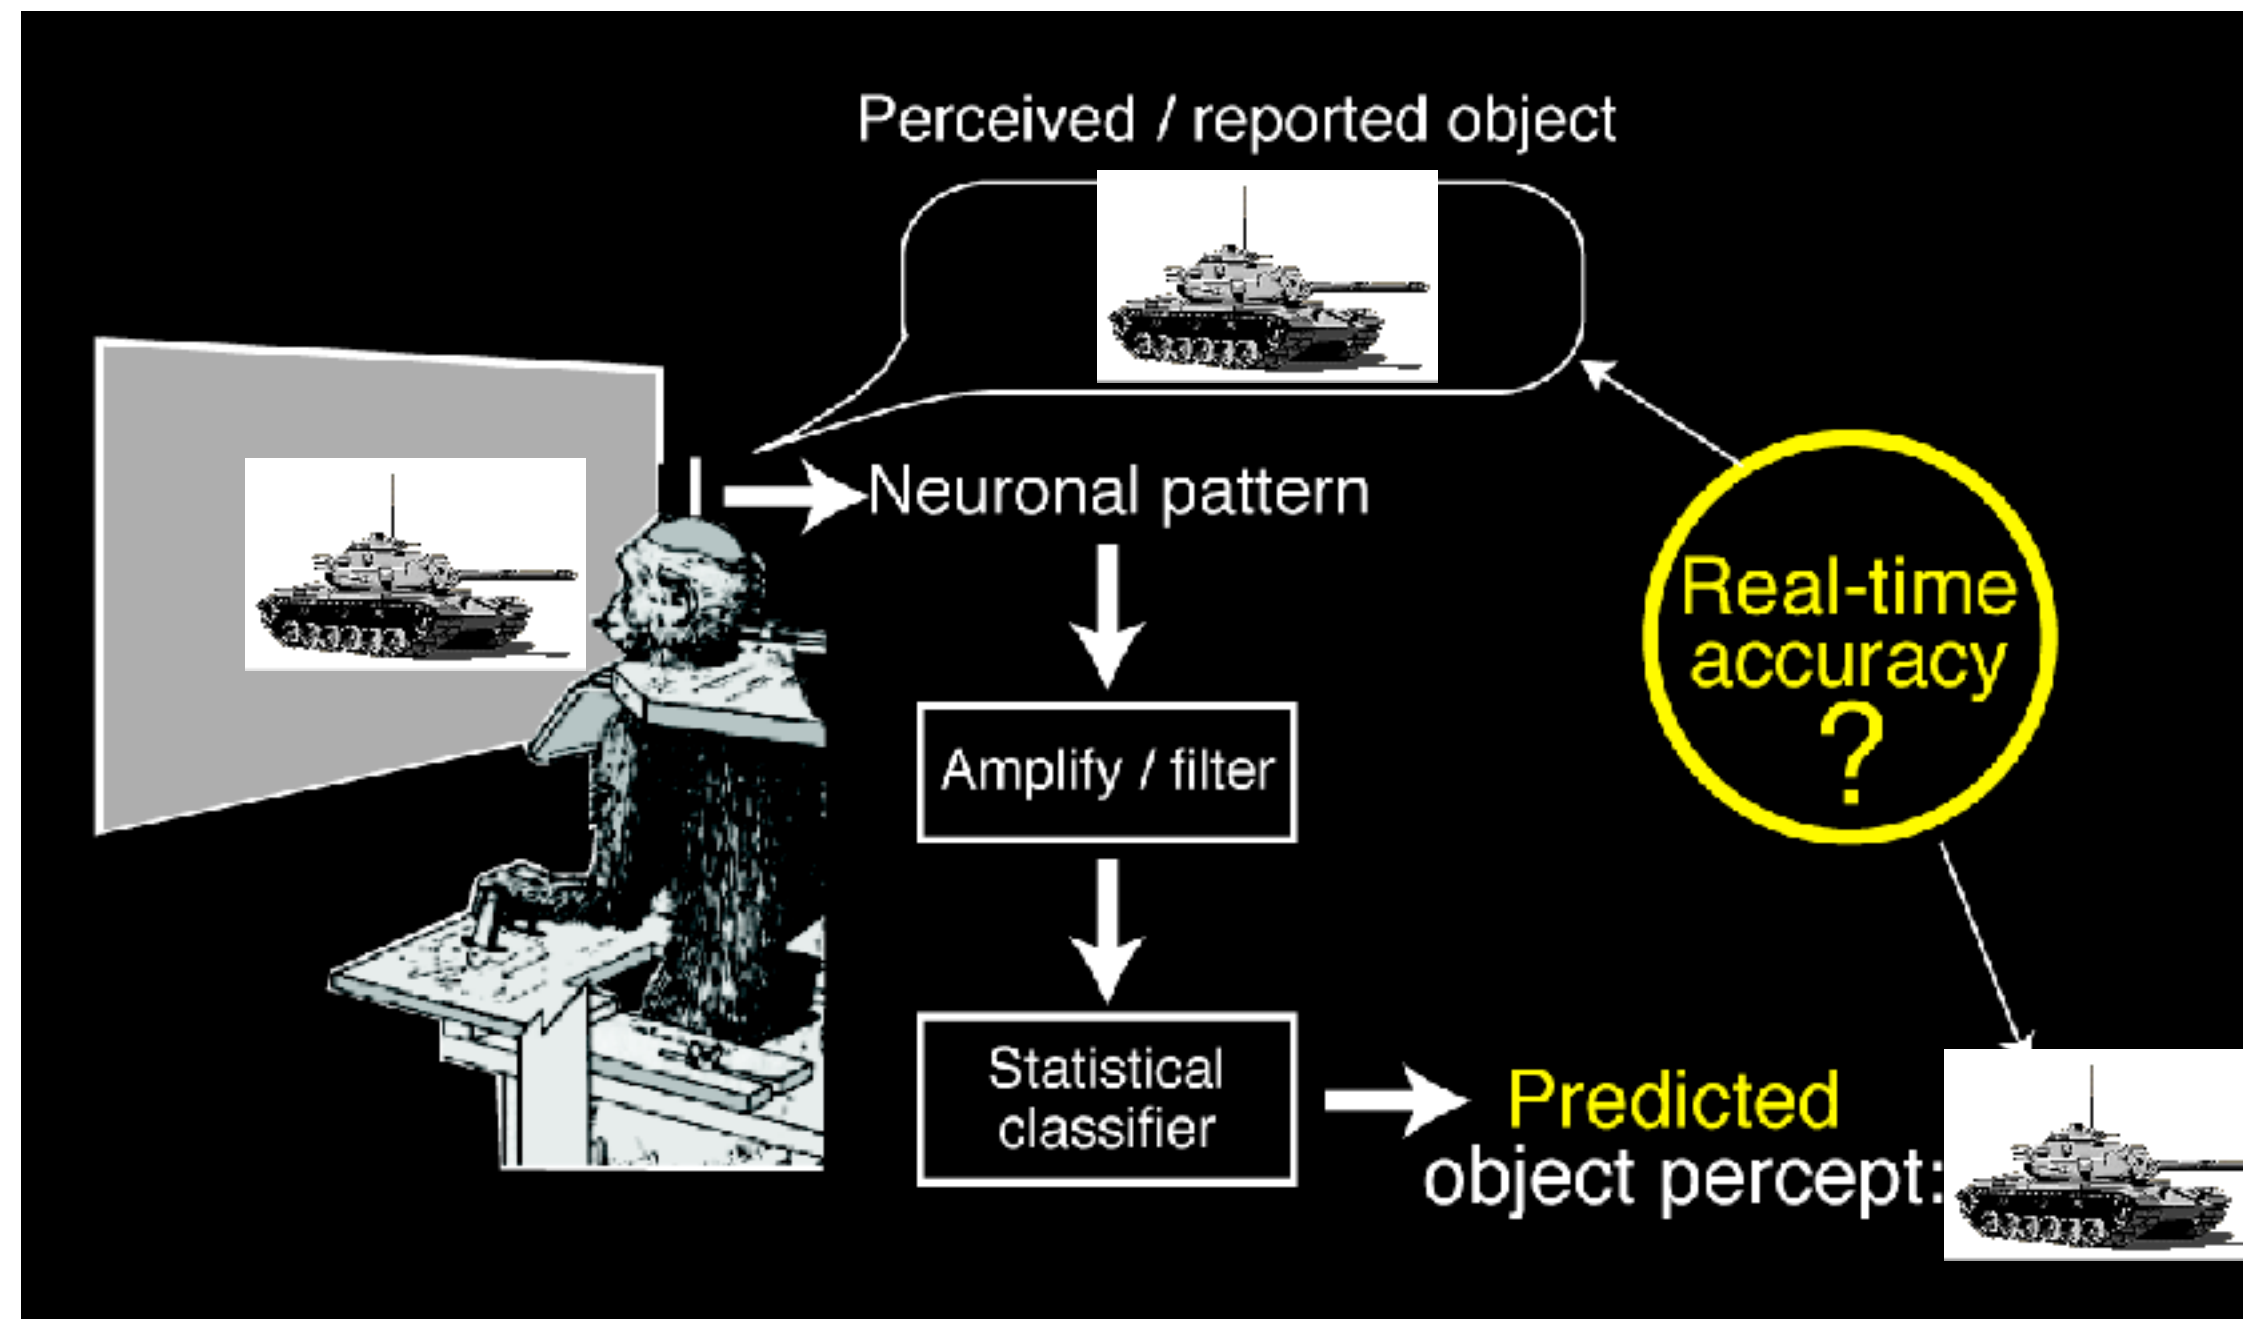 Perceived / reported object
Neuronal pattern
Real-time
accuracy
?
Amplify / filter
Statistical
classifier
Predicted
object percept: